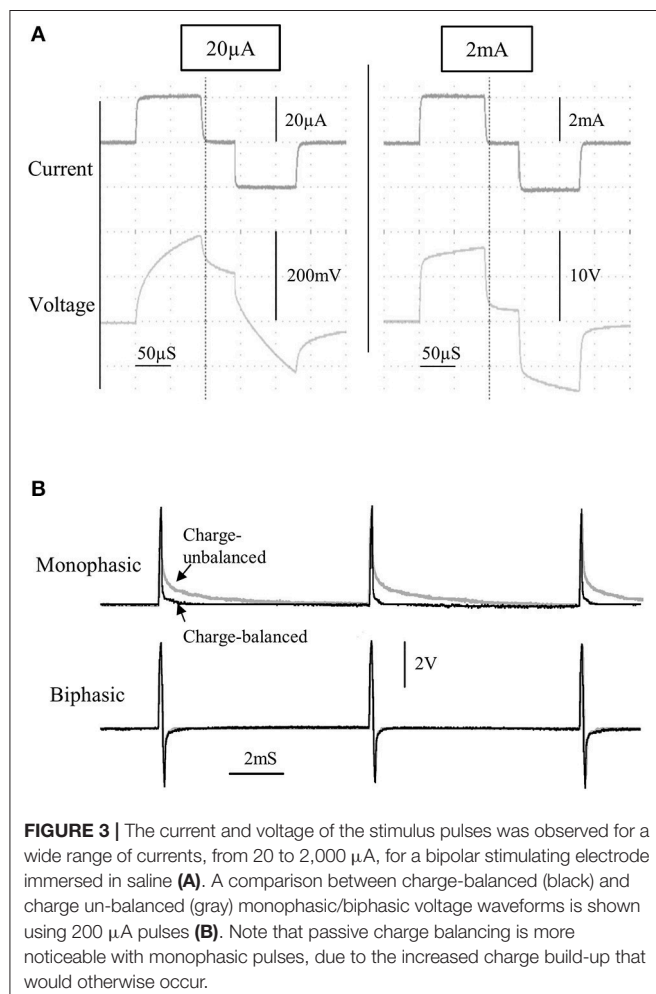 A
20µA
2mA
20µA
2mA
Current
Voltage
200mV
10V
50µS
50µS
B
Monophasic
Charge-
unbalanced
Charge-balanced
2V
Biphasic
2mS
FIGURE 3 | The current and voltage of the stimulus pulses was observed for a
wide range of currents, from 20 to 2,000 µA, for a bipolar stimulating electrode
immersed in saline (A). A comparison between charge-balanced (black) and
charge un-balanced (gray) monophasic/biphasic voltage waveforms is shown
using 200 µA pulses (B). Note that passive charge balancing is more
noticeable with monophasic pulses, due to the increased charge build-up that
would otherwise occur.